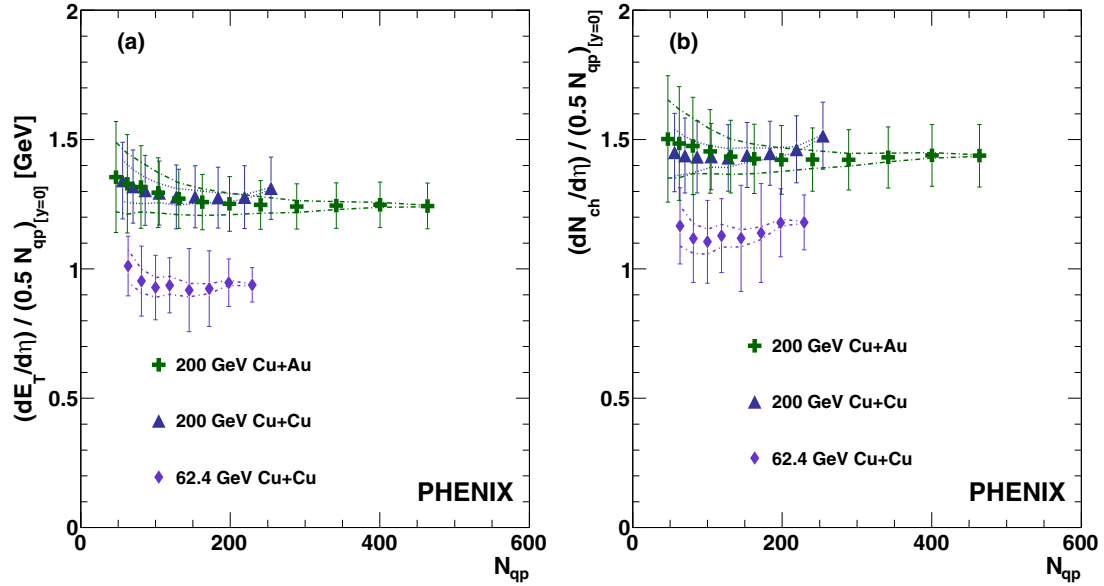 (a)
(dE_T/dη) / (0.5 N_qp)_[y=0] [GeV]
2
1.5
1
0.5
0
200 GeV Cu+Au
200 GeV Cu+Cu
62.4 GeV Cu+Cu
PHENIX
0 200 400 600
N_qp
(b)
(dN_ch/dη) / (0.5 N_qp)_[y=0]
2
1.5
1
0.5
0
200 GeV Cu+Au
200 GeV Cu+Cu
62.4 GeV Cu+Cu
PHENIX
0 200 400 600
N_qp